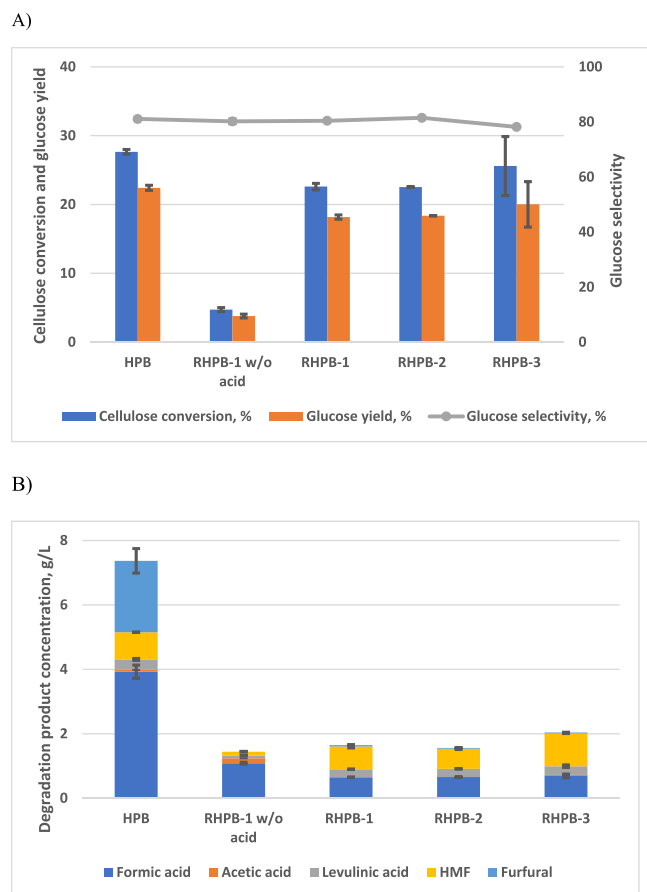 A)
40
30
20
10
0
Cellulose conversion and glucose yield
100
80
60
40
20
0
Glucose selectivity
HPB
RHPB-1 w/o
acid
RHPB-1
RHPB-2
RHPB-3
Cellulose conversion, %
Glucose yield, %
Glucose selectivity, %
B)
8
6
4
2
0
Degradation product concentration, g/L
HPB
RHPB-1 w/o
acid
RHPB-1
RHPB-2
RHPB-3
Formic acid
Acetic acid
Levulinic acid
HMF
Furfural